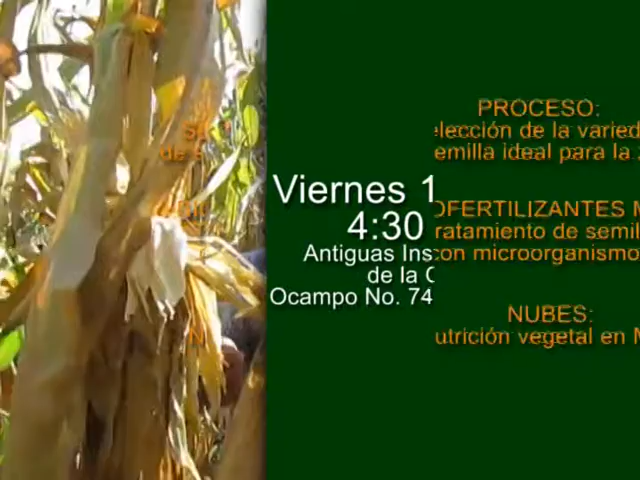 Viernes 1
4:30
Antiguas Ins
de la
Ocampo No. 74
PROCESO:
lección de la varied
emilla ideal para la
OFERTILIZANTES
ratamiento de semil
con microorganismo
NUBES:
utrición vegetal en